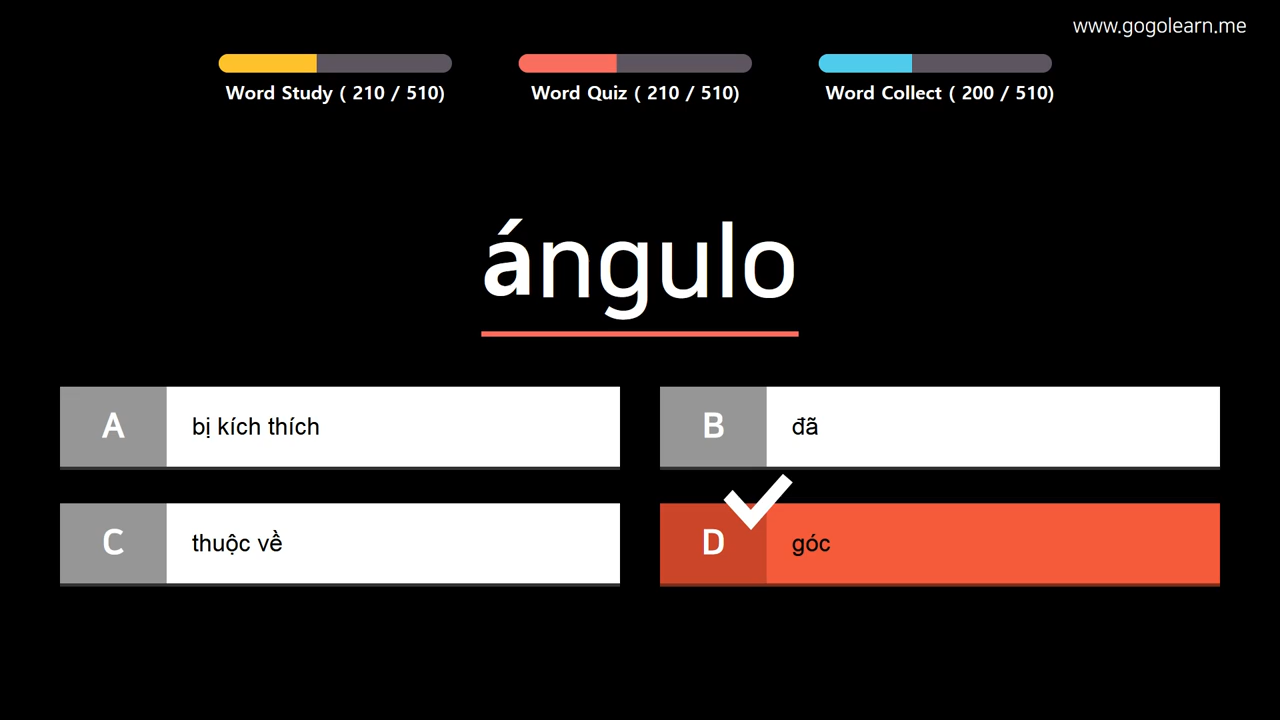 www.gogolearn.me
Word Study ( 210 / 510)
Word Quiz ( 210 / 510)
Word Collect ( 200 / 510)
ángulo
A
bị kích thích
B
đã
C
thuộc về
D
góc